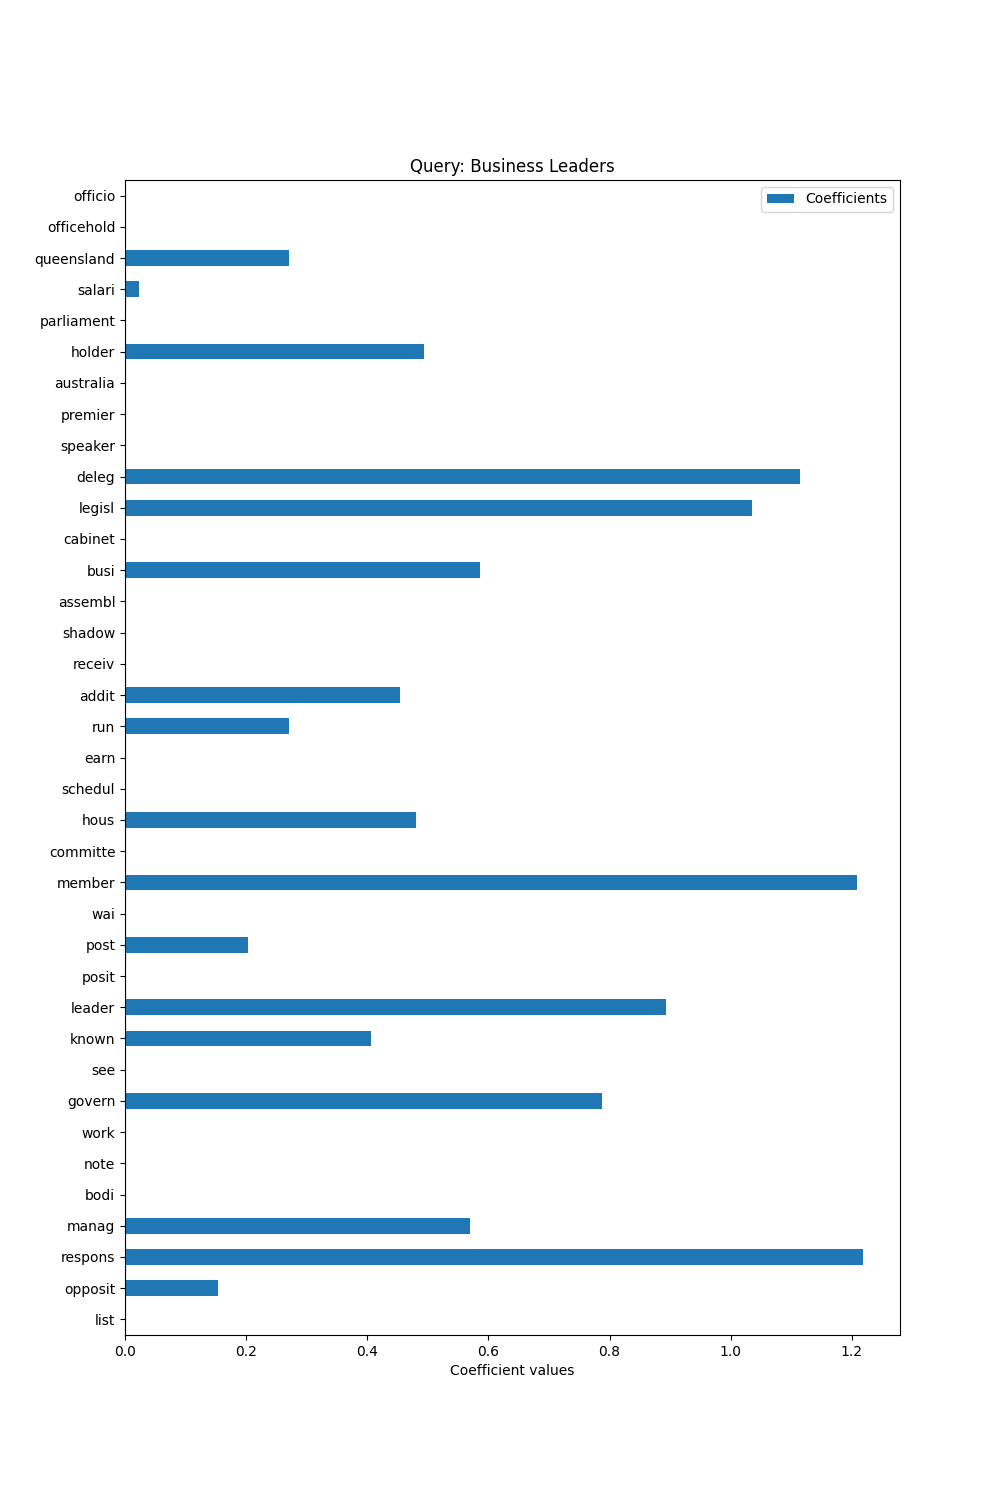 Query: Business Leaders
Coefficients
officio
officehold
queensland
salari
parliament
holder
australia
premier
speaker
deleg
legisl
cabinet
busi
assembl
shadow
receiv
addit
run
earn
schedul
hous
committe
member
wai
post
posit
leader
known
see
govern
work
note
bodi
manag
respons
opposit
list
0.0 0.2 0.4 0.6 0.8 1.0 1.2
Coefficient values